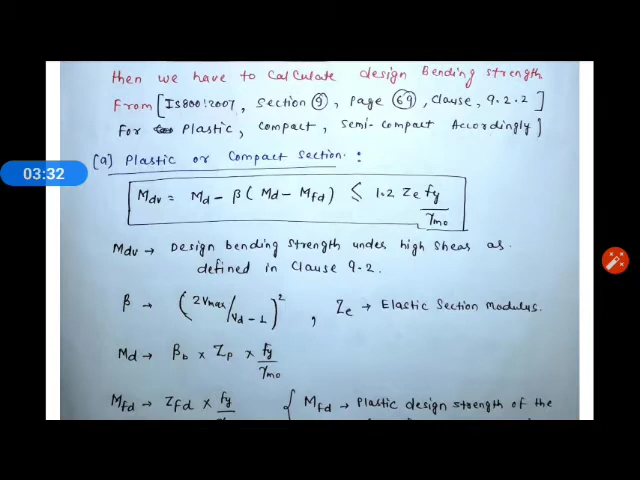 then we have to calculate design Bending strength
From [IS800:2007, section ⑨, page 69, clause, 9.2.2]
For Plastic, compact, semi-compact Accordingly]
(a) Plastic or Compact Section :
03:32
Mdv = Md - β (Md - Mfd) ≤ 1.2 Ze fy/γmo
Mdv → Design bending strength under high shear as
defined in Clause 9.2.
β → (2Vmax/Vd - 1)², Ze → Elastic Section modulus.
Md → βb × Zp × fy/γmo
Mfd → Zfd × fy/ { Mfd → Plastic design strength of the